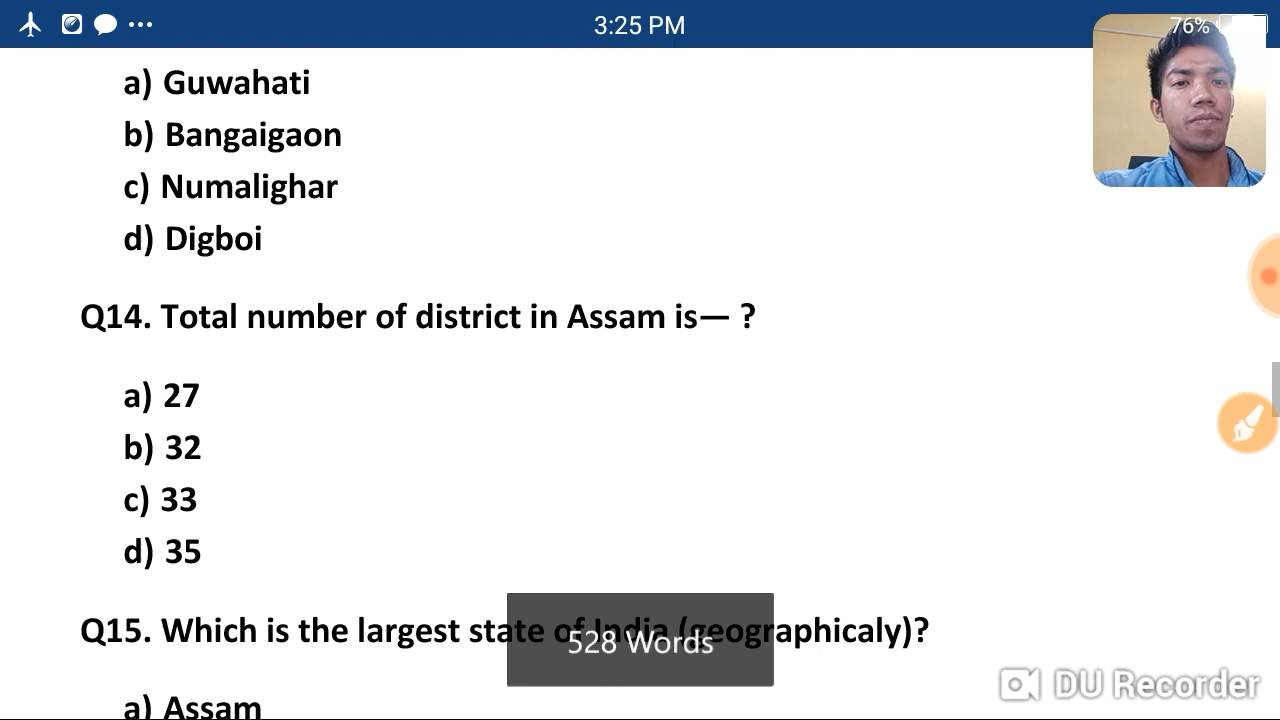 3:25 PM
76%
a) Guwahati
b) Bangaigaon
c) Numalighar
d) Digboi
Q14. Total number of district in Assam is— ?
a) 27
b) 32
c) 33
d) 35
Q15. Which is the largest state of India (geographicaly)?
528 Words
a) Assam
DU Recorder